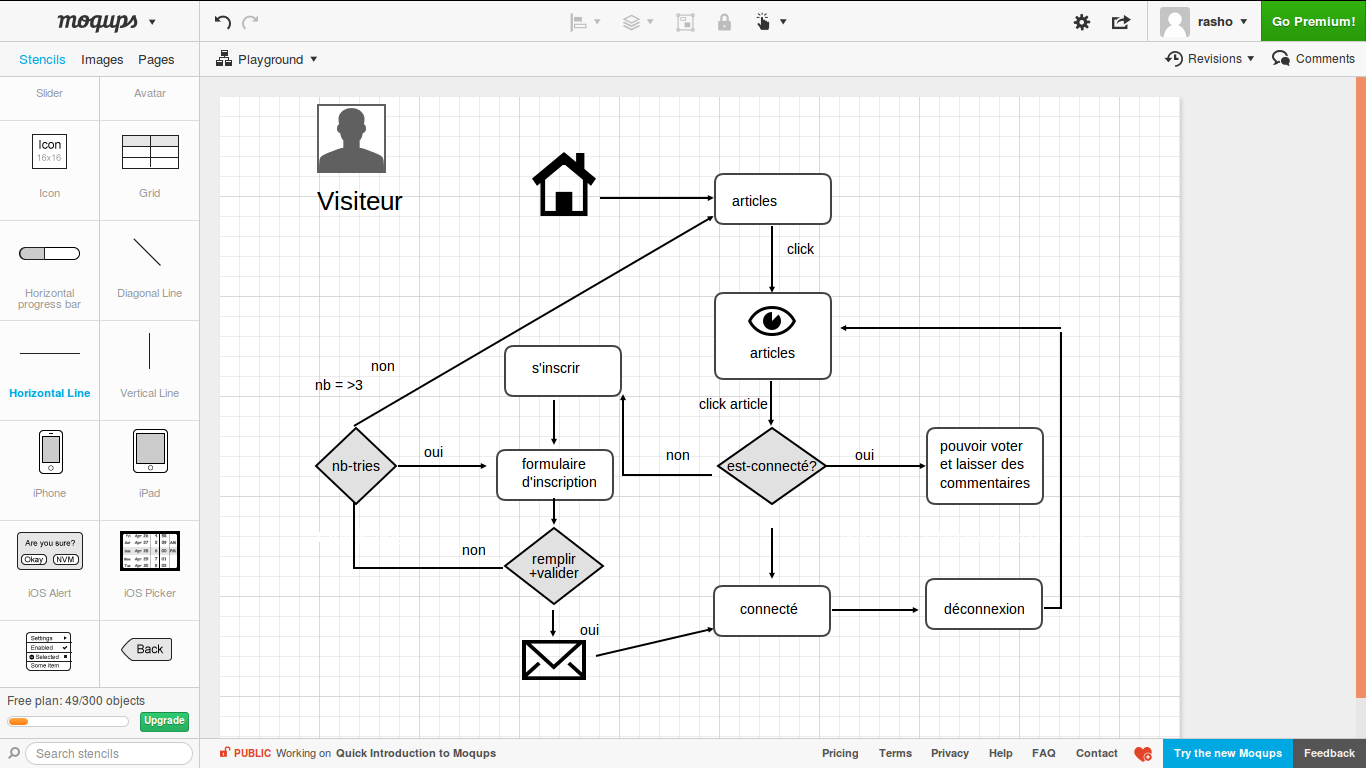 moqups
rasho
Go Premium!
Stencils
Images
Pages
Playground
Revisions
Comments
Slider
Avatar
Icon
16x16
Icon
Grid
Horizontal
progress bar
Diagonal Line
Horizontal Line
Vertical Line
iPhone
iPad
Are you sure?
Okay
NVM
iOS Alert
iOS Picker
Settings
Enabled
Selected
Some item
Back
Free plan: 49/300 objects
Upgrade
Search stencils
Visiteur
articles
click
articles
non
nb = >3
s'inscrir
click article
nb-tries
oui
formulaire
d'inscription
non
est-connecté?
oui
pouvoir voter
et laisser des
commentaires
non
remplir
+valider
oui
connecté
déconnexion
PUBLIC Working on Quick Introduction to Moqups
Pricing
Terms
Privacy
Help
FAQ
Contact
Try the new Moqups
Feedback